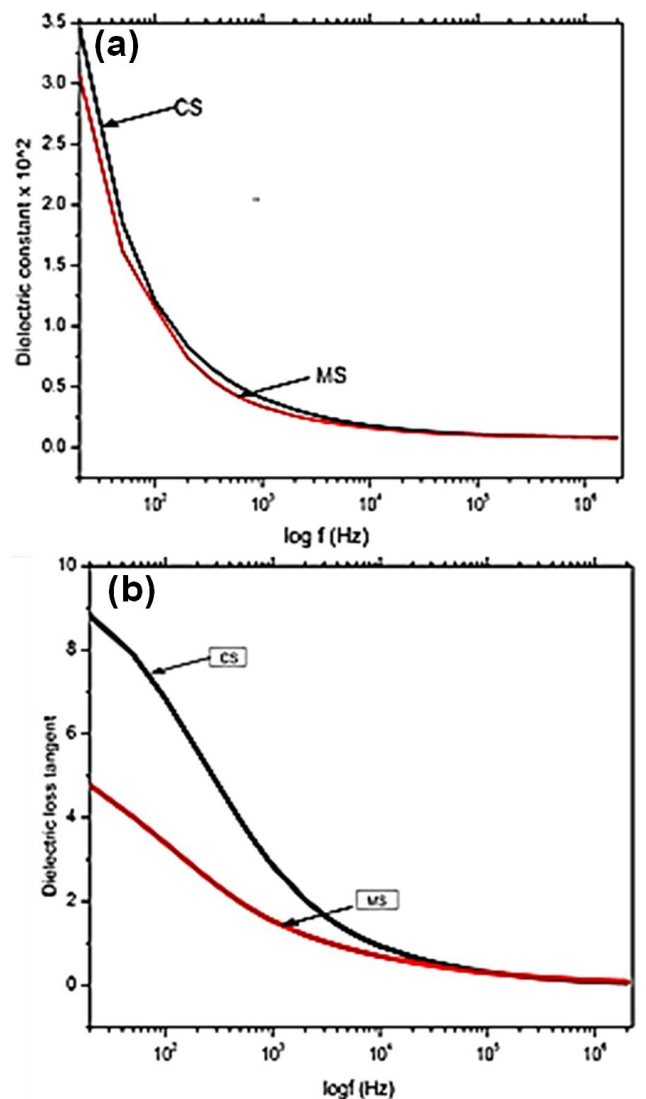 (a)
3.5
3.0
2.5
2.0
1.5
1.0
0.5
0.0
Dielectric constant x 10^2
CS
MS
10² 10³ 10⁴ 10⁵ 10⁶
log f (Hz)
(b)
10
8
6
4
2
0
Dielectric loss tangent
CS
MS
10² 10³ 10⁴ 10⁵ 10⁶
logf (Hz)